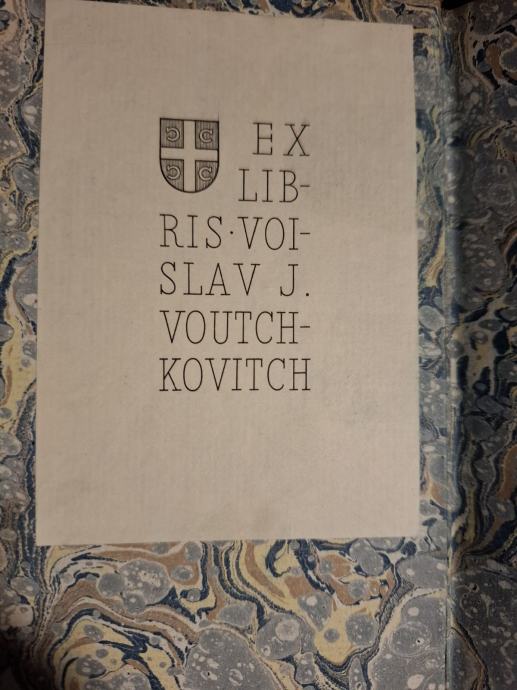 EX
LIB-
RIS·VOI-
SLAV J.
VOUTCH-
KOVITCH